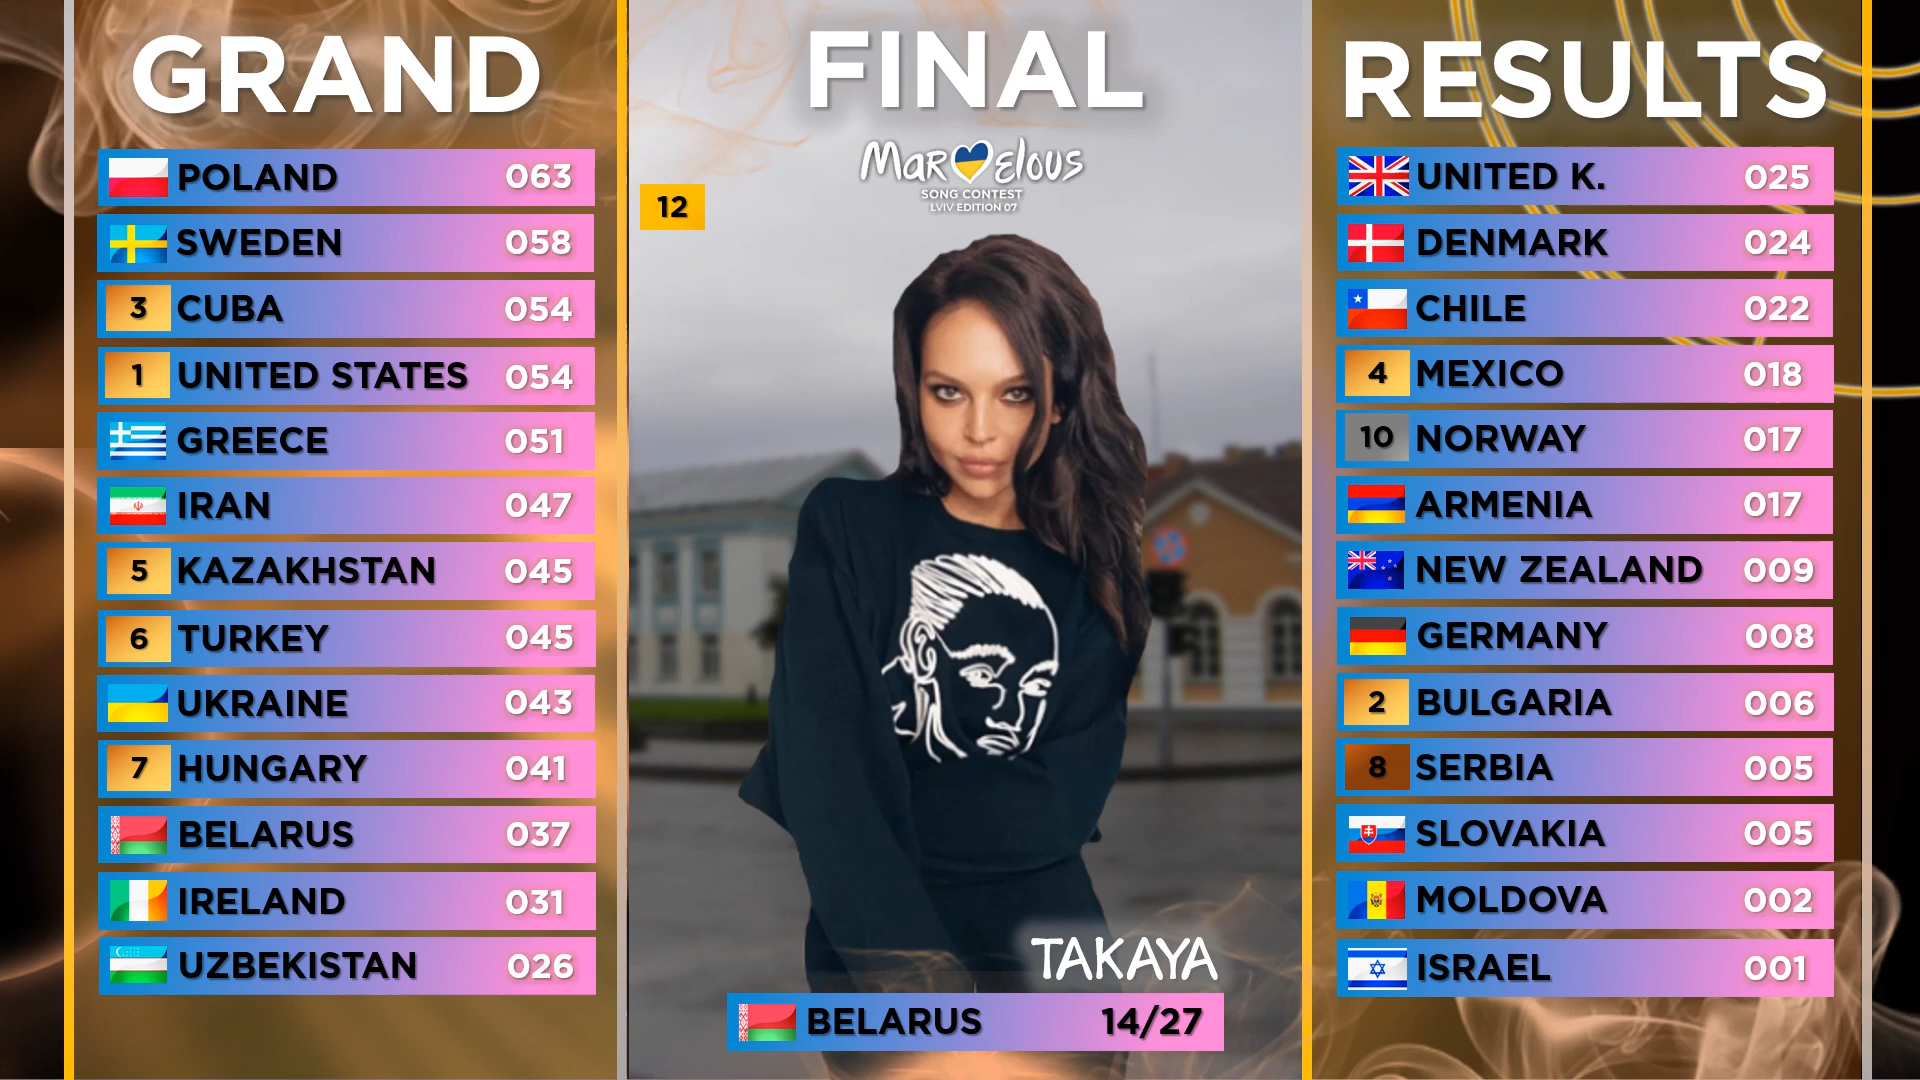 GRAND FINAL RESULTS
MARVELOUS
SONG CONTEST
LVIV EDITION 07
12
POLAND 063
SWEDEN 058
3 CUBA 054
1 UNITED STATES 054
GREECE 051
IRAN 047
5 KAZAKHSTAN 045
6 TURKEY 045
UKRAINE 043
7 HUNGARY 041
BELARUS 037
IRELAND 031
UZBEKISTAN 026
TAKAYA
BELARUS 14/27
UNITED K. 025
DENMARK 024
CHILE 022
4 MEXICO 018
10 NORWAY 017
ARMENIA 017
NEW ZEALAND 009
GERMANY 008
2 BULGARIA 006
8 SERBIA 005
SLOVAKIA 005
MOLDOVA 002
ISRAEL 001